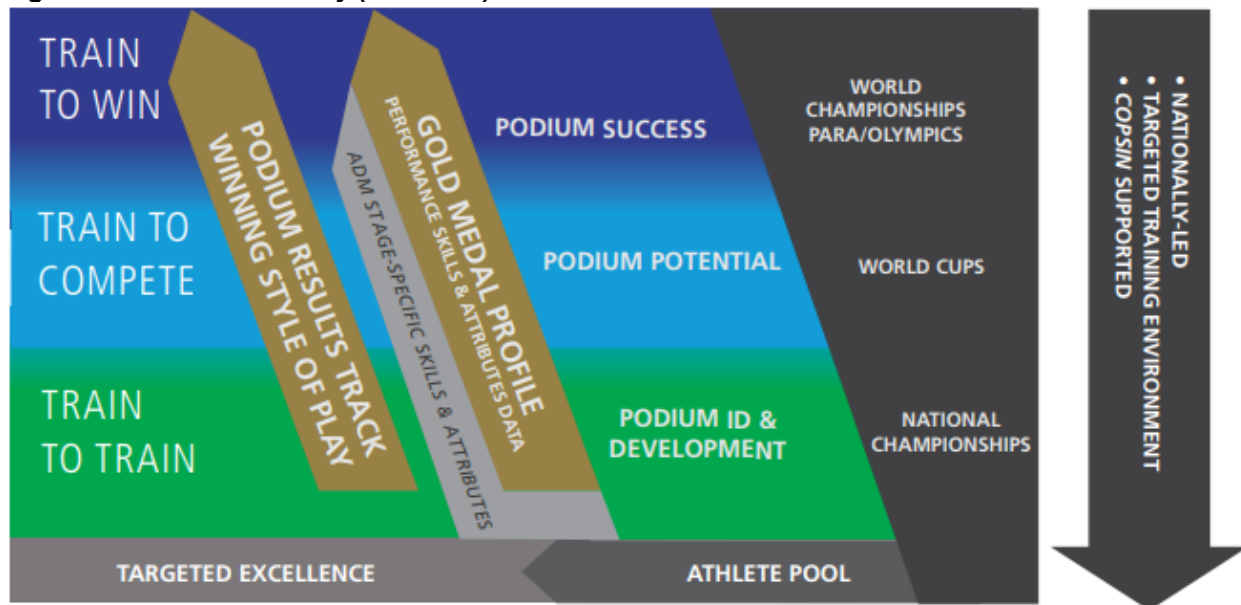 TRAIN
TO WIN
PODIUM RESULTS TRACK
WINNING STYLE OF PLAY
ADM STAGE-SPECIFIC SKILLS & ATTRIBUTES
GOLD MEDAL PROFILE
PERFORMANCE SKILLS & ATTRIBUTES DATA
PODIUM SUCCESS
WORLD
CHAMPIONSHIPS
PARA/OLYMPICS
TRAIN TO
COMPETE
PODIUM POTENTIAL
WORLD CUPS
TRAIN
TO TRAIN
PODIUM ID &
DEVELOPMENT
NATIONAL
CHAMPIONSHIPS
TARGETED EXCELLENCE
ATHLETE POOL
• NATIONALLY-LED
• TARGETED TRAINING ENVIRONMENT
• COPSIN SUPPORTED